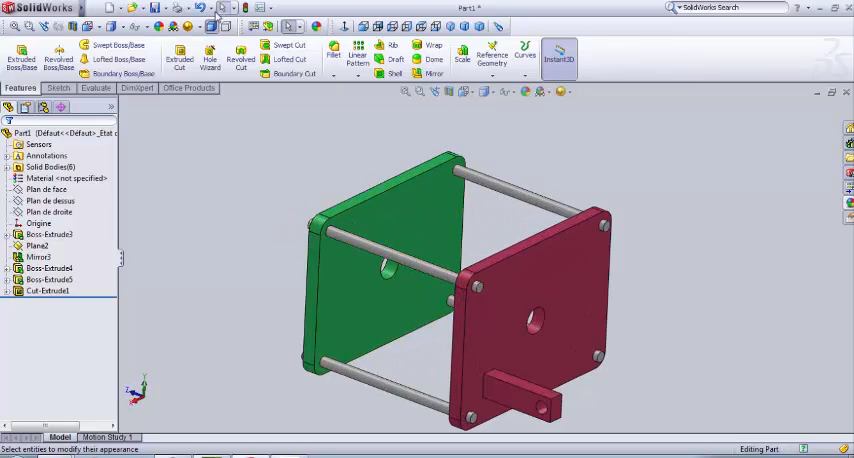 SolidWorks
Part1 *
SolidWorks Search
Extruded Boss/Base
Revolved Boss/Base
Swept Boss/Base
Lofted Boss/Base
Boundary Boss/Base
Extruded Cut
Hole Wizard
Revolved Cut
Swept Cut
Lofted Cut
Boundary Cut
Fillet
Linear Pattern
Rib
Draft
Shell
Wrap
Dome
Mirror
Scale
Reference Geometry
Curves
Instant3D
Features
Sketch
Evaluate
DimXpert
Office Products
Part1 (Défaut<<Défaut>_Etat d
Sensors
Annotations
Solid Bodies(6)
Material <not specified>
Plan de face
Plan de dessus
Plan de droite
Origine
Boss-Extrude3
Plane2
Mirror3
Boss-Extrude4
Boss-Extrude5
Cut-Extrude1
Y
Z
X
Model
Motion Study 1
Select entities to modify their appearance
Editing Part